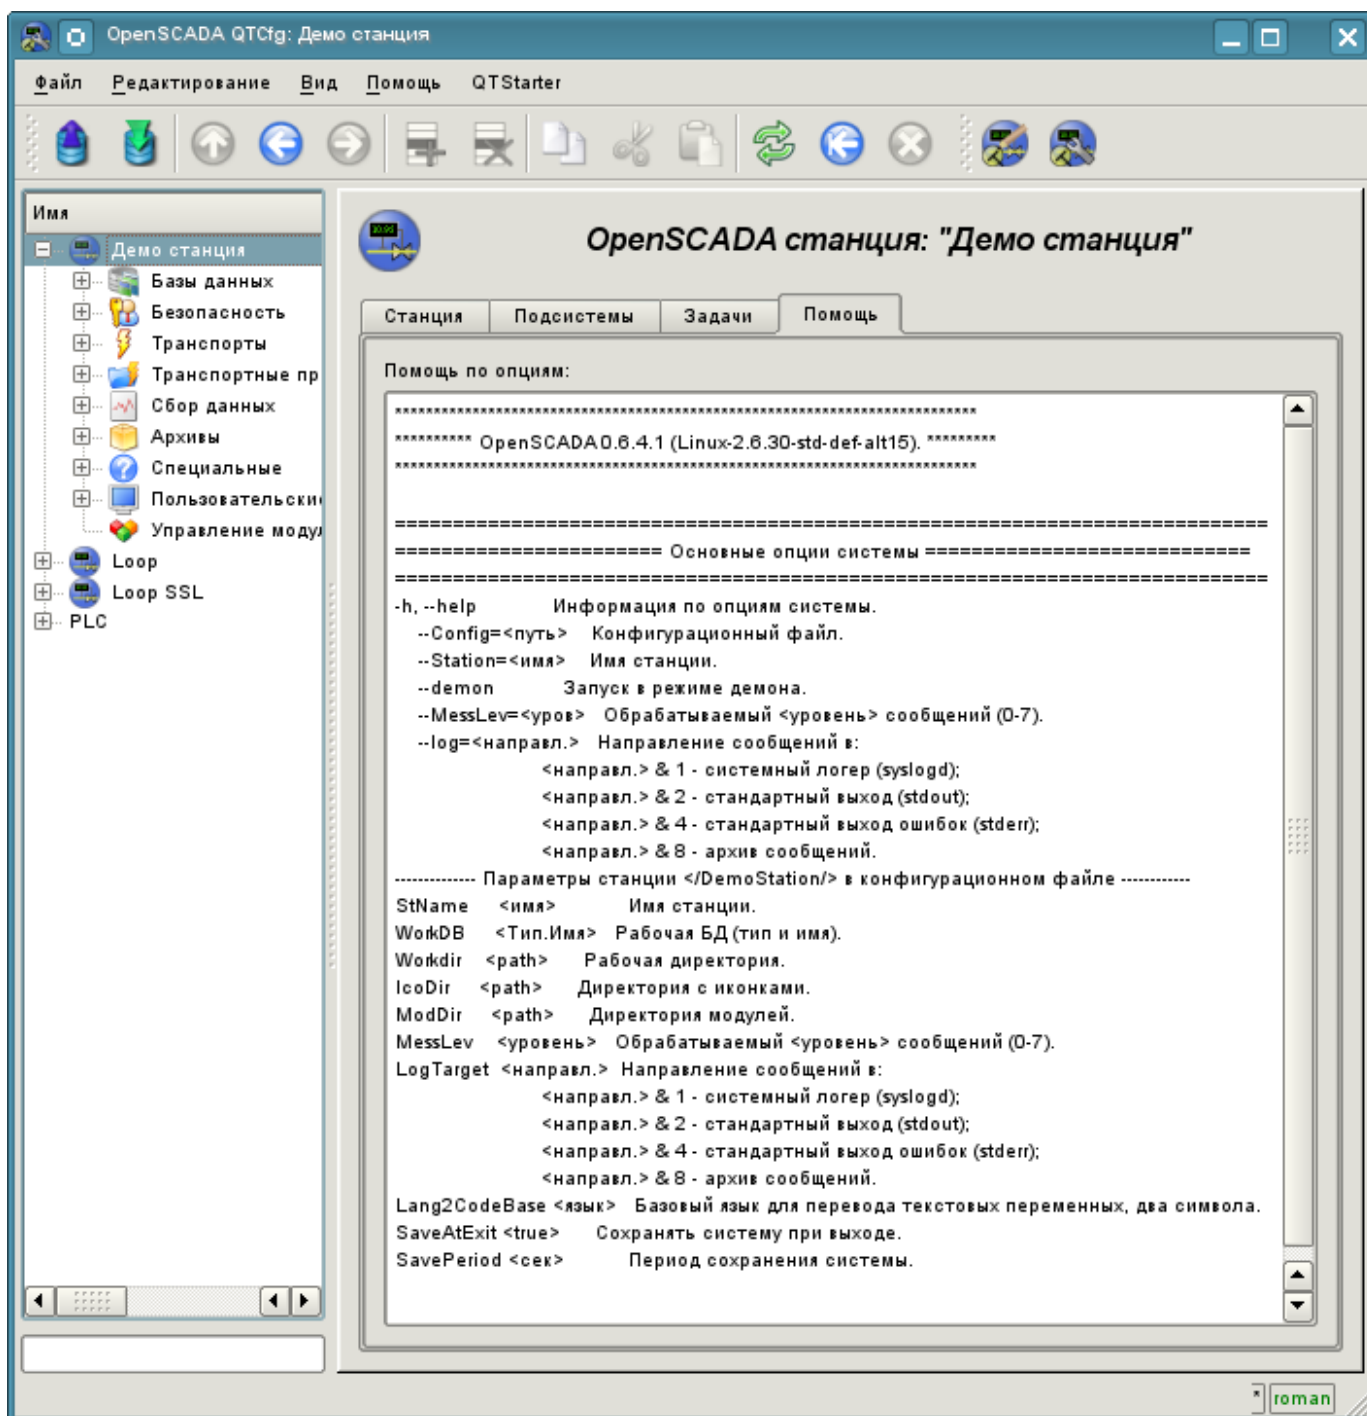 OpenSCADA QTCfg: Демо станция
Файл Редактирование Вид Помощь QTStarter
Имя
Демо станция
Базы данных
Безопасность
Транспорты
Транспортные пр
Сбор данных
Архивы
Специальные
Пользовательски
Управление моду
Loop
Loop SSL
PLC
OpenSCADA станция: "Демо станция"
Станция Подсистемы Задачи Помощь
Помощь по опциям:
***************************************************************************
********** OpenSCADA 0.6.4.1 (Linux-2.6.30-std-def-alt15). *********
***************************************************************************
===========================================================================
======================= Основные опции системы ============================
===========================================================================
-h, --help Информация по опциям системы.
--Config=<путь> Конфигурационный файл.
--Station=<имя> Имя станции.
--demon Запуск в режиме демона.
--MessLev=<уров> Обрабатываемый <уровень> сообщений (0-7).
--log=<направл.> Направление сообщений в:
<направл.> & 1 - системный логер (syslogd);
<направл.> & 2 - стандартный выход (stdout);
<направл.> & 4 - стандартный выход ошибок (stderr);
<направл.> & 8 - архив сообщений.
------------- Параметры станции </DemoStation/> в конфигурационном файле -----------
StName <имя> Имя станции.
WorkDB <Тип.Имя> Рабочая БД (тип и имя).
Workdir <path> Рабочая директория.
IcoDir <path> Директория с иконками.
ModDir <path> Директория модулей.
MessLev <уровень> Обрабатываемый <уровень> сообщений (0-7).
LogTarget <направл.> Направление сообщений в:
<направл.> & 1 - системный логер (syslogd);
<направл.> & 2 - стандартный выход (stdout);
<направл.> & 4 - стандартный выход ошибок (stderr);
<направл.> & 8 - архив сообщений.
Lang2CodeBase <язык> Базовый язык для перевода текстовых переменных, два символа.
SaveAtExit <true> Сохранять систему при выходе.
SavePeriod <сек> Период сохранения системы.
* roman